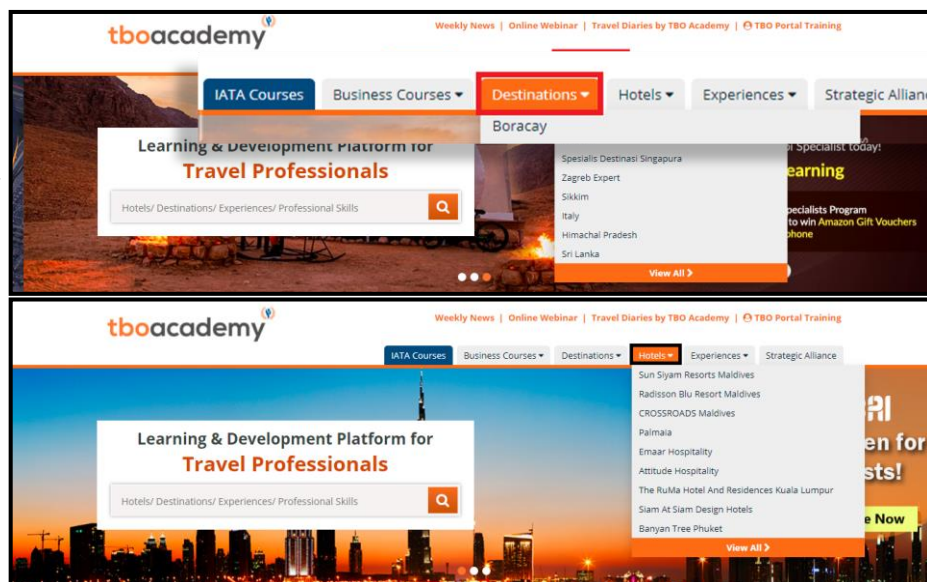 tboacademy
Weekly News | Online Webinar | Travel Diaries by TBO Academy | TBO Portal Training
IATA Courses Business Courses Destinations Hotels Experiences Strategic Allianc
Boracay
Learning & Development Platform for
Travel Professionals
Hotels/ Destinations/ Experiences/ Professional Skills
Spesialis Destinasi Singapura
Zagreb Expert
Sikkim
Italy
Himachal Pradesh
Sri Lanka
View All
Specialist today!
earning
pecialists Program
to win Amazon Gift Vouchers
phone
tboacademy
Weekly News | Online Webinar | Travel Diaries by TBO Academy | TBO Portal Training
IATA Courses Business Courses Destinations Hotels Experiences Strategic Alliance
Learning & Development Platform for
Travel Professionals
Hotels/ Destinations/ Experiences/ Professional Skills
Sun Siyam Resorts Maldives
Radisson Blu Resort Maldives
CROSSROADS Maldives
Palmaia
Emaar Hospitality
Attitude Hospitality
The RuMa Hotel And Residences Kuala Lumpur
Siam At Siam Design Hotels
Banyan Tree Phuket
View All
en for
sts!
e Now